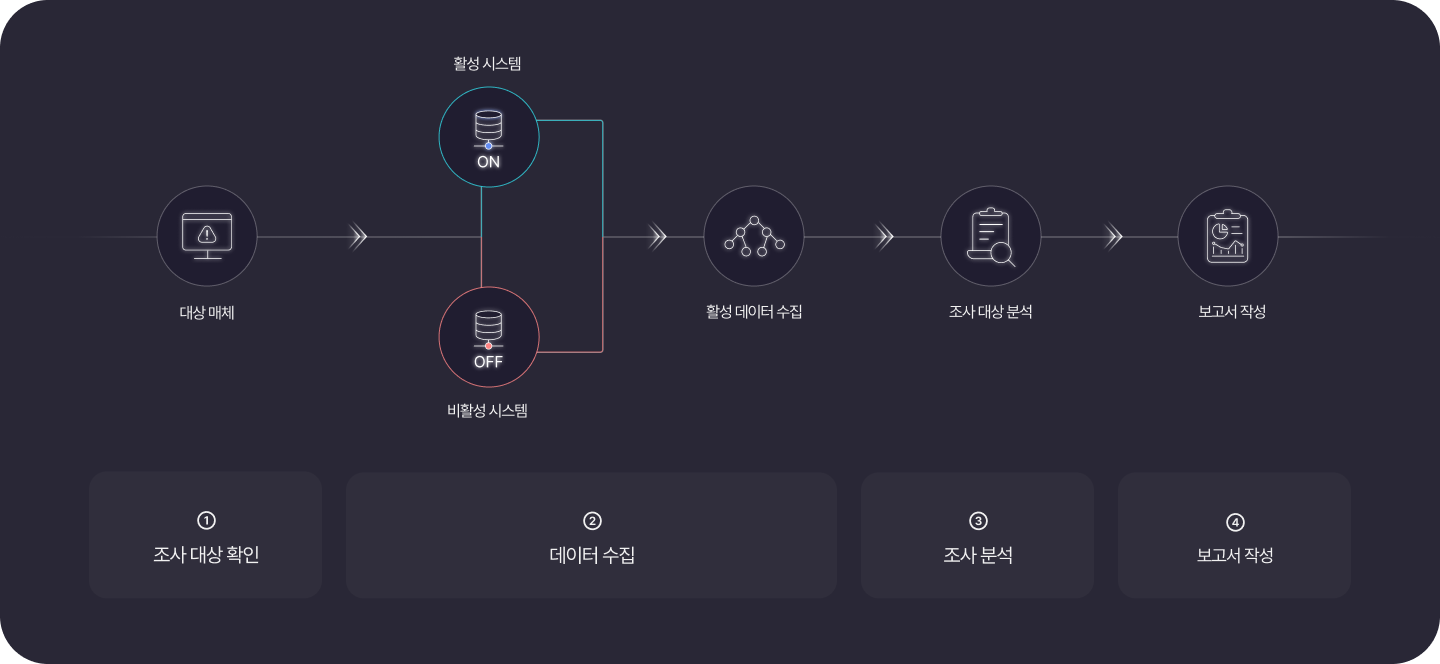 활성 시스템
ON
대상 매체
OFF
비활성 시스템
활성 데이터 수집
조사 대상 분석
보고서 작성
1
조사 대상 확인
2
데이터 수집
3
조사 분석
4
보고서 작성